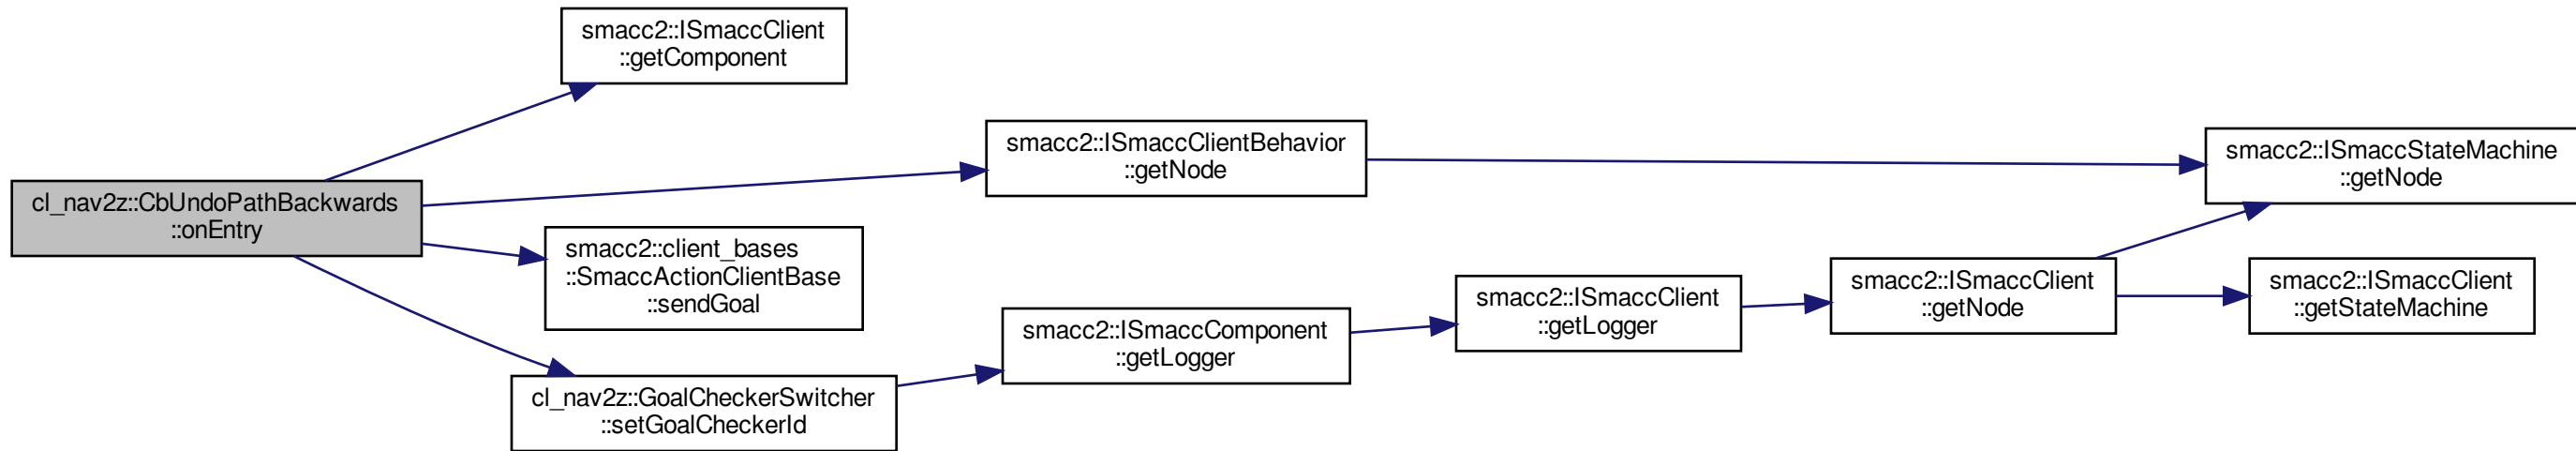 smacc2::ISmaccClient
::getComponent
smacc2::ISmaccClientBehavior
::getNode
smacc2::ISmaccStateMachine
::getNode
cl_nav2z::CbUndoPathBackwards
::onEntry
smacc2::client_bases
::SmaccActionClientBase
::sendGoal
smacc2::ISmaccComponent
::getLogger
smacc2::ISmaccClient
::getLogger
smacc2::ISmaccClient
::getNode
smacc2::ISmaccClient
::getStateMachine
cl_nav2z::GoalCheckerSwitcher
::setGoalCheckerId